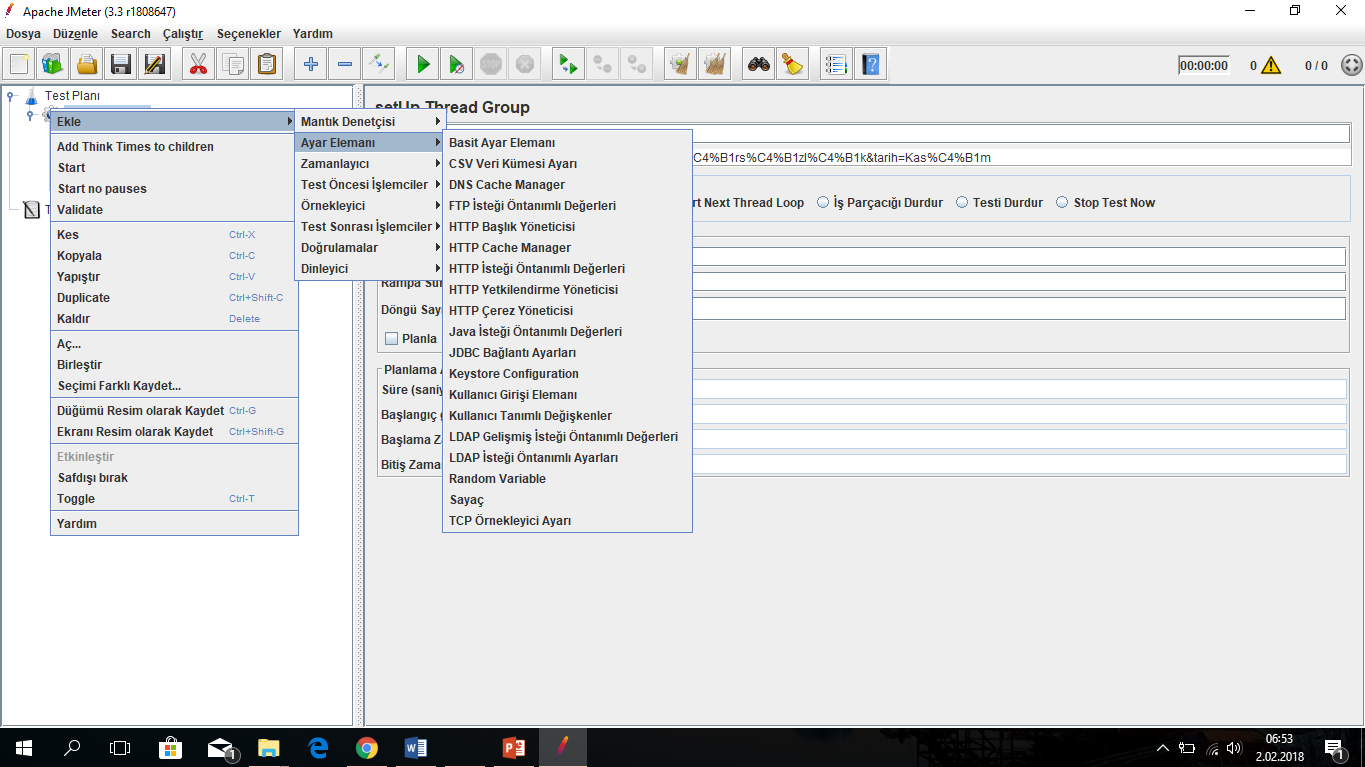 Apache JMeter (3.3 r1808647)
Dosya Düzenle Search Çalıştır Seçenekler Yardım
00:00:00 0 0 / 0
Test Planı
setUp Thread Group
Ekle
Add Think Times to children
Start
Start no pauses
Validate
Kes Ctrl-X
Kopyala Ctrl-C
Yapıştır Ctrl-V
Duplicate Ctrl+Shift-C
Kaldır Delete
Aç...
Birleştir
Seçimi Farklı Kaydet...
Düğümü Resim olarak Kaydet Ctrl-G
Ekranı Resim olarak Kaydet Ctrl+Shift-G
Etkinleştir
Safdışı bırak
Toggle Ctrl-T
Yardım
Mantık Denetçisi
Ayar Elemanı
Zamanlayıcı
Test Öncesi İşlemciler
Örnekleyici
Test Sonrası İşlemciler
Doğrulamalar
Dinleyici
Basit Ayar Elemanı
CSV Veri Kümesi Ayarı
DNS Cache Manager
FTP İsteği Öntanımlı Değerleri
HTTP Başlık Yöneticisi
HTTP Cache Manager
HTTP İsteği Öntanımlı Değerleri
HTTP Yetkilendirme Yöneticisi
HTTP Çerez Yöneticisi
Java İsteği Öntanımlı Değerleri
JDBC Bağlantı Ayarları
Keystore Configuration
Kullanıcı Girişi Elemanı
Kullanıcı Tanımlı Değişkenler
LDAP Gelişmiş İsteği Öntanımlı Değerleri
LDAP İsteği Öntanımlı Ayarları
Random Variable
Sayaç
TCP Örnekleyici Ayarı
C4%B1rs%C4%B1zl%C4%B1k&tarih=Kas%C4%B1m
rt Next Thread Loop İş Parçacığı Durdur Testi Durdur Stop Test Now
Rampa Sür
Döngü Say
Planla
Planlama A
Süre (saniy
Başlangıç g
Başlama Z
Bitiş Zama
06:53
2.02.2018
1
1